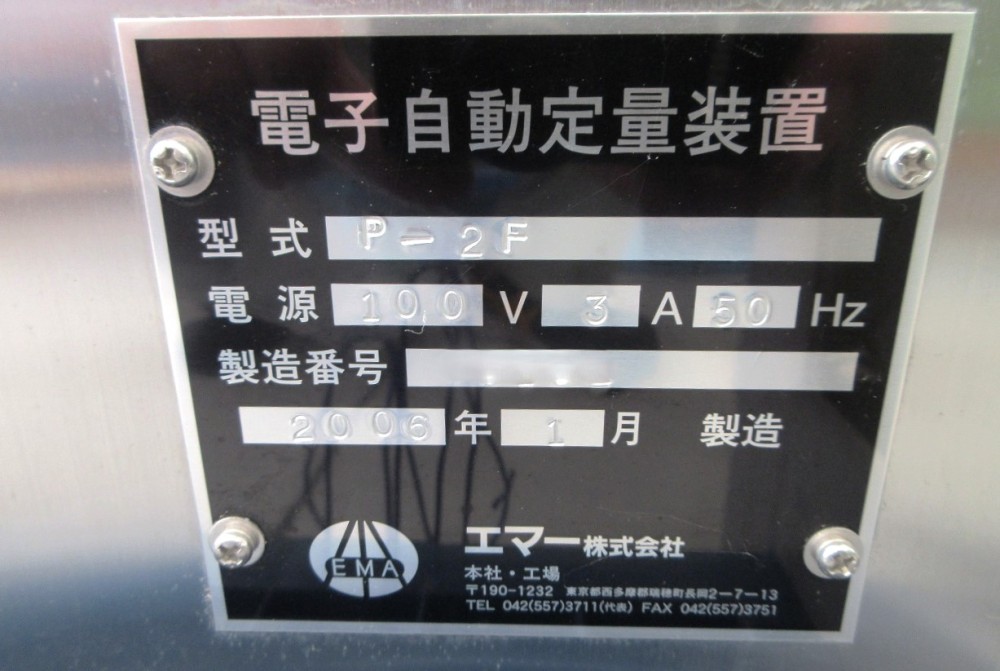 電子自動定量装置
型式 P-2F
電源 100 V 3 A 50 Hz
製造番号
2006 年 1 月 製造
EMA
エマー株式会社
本社・工場
〒190-1232 東京都西多摩郡瑞穂町長岡2-7-13
TEL 042(557)3711(代表) FAX 042(557)3751